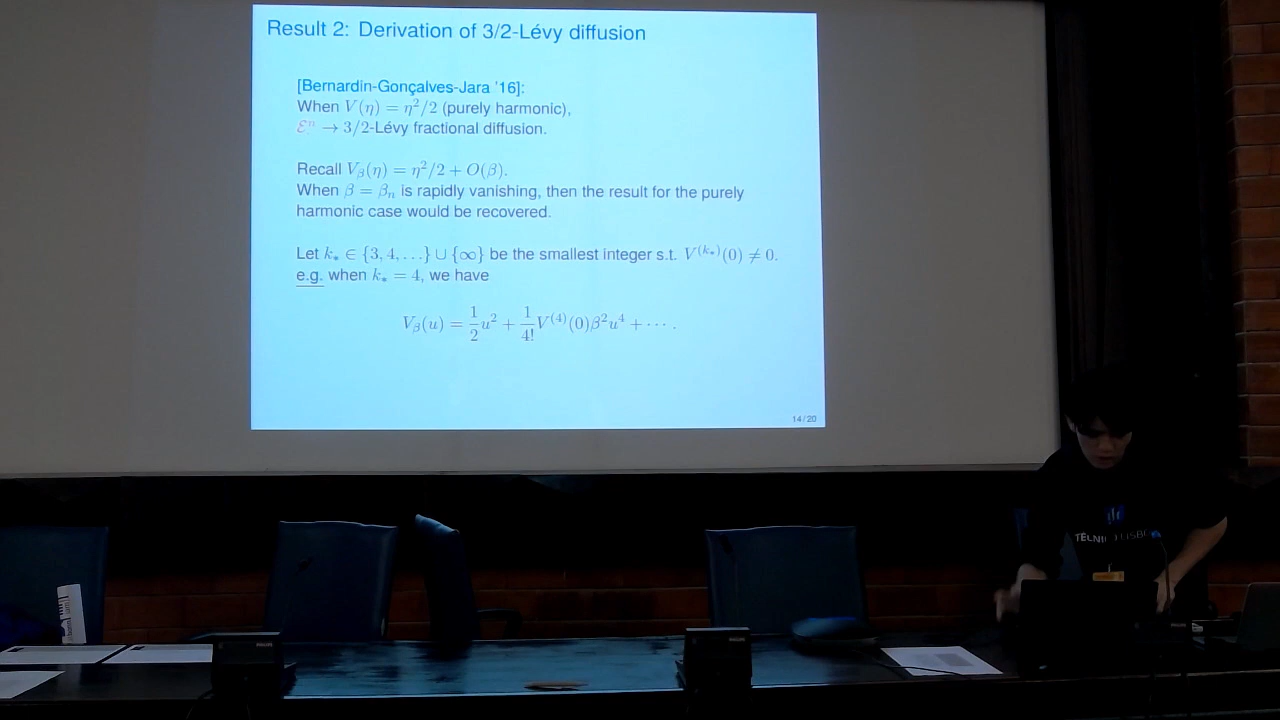 Result 2: Derivation of 3/2-Lévy diffusion
[Bernardin-Gonçalves-Jara '16]:
When V(η) = η²/2 (purely harmonic),
ℰⁿ → 3/2-Lévy fractional diffusion.
Recall V_β(η) = η²/2 + O(β).
When β = β_n is rapidly vanishing, then the result for the purely
harmonic case would be recovered.
Let k_* ∈ {3, 4, …} ∪ {∞} be the smallest integer s.t. V^{(k_*)}(0) ≠ 0.
e.g. when k_* = 4, we have
V_β(u) = 1/2 u² + 1/4! V^{(4)}(0)β²u⁴ + ⋯ .
14/20